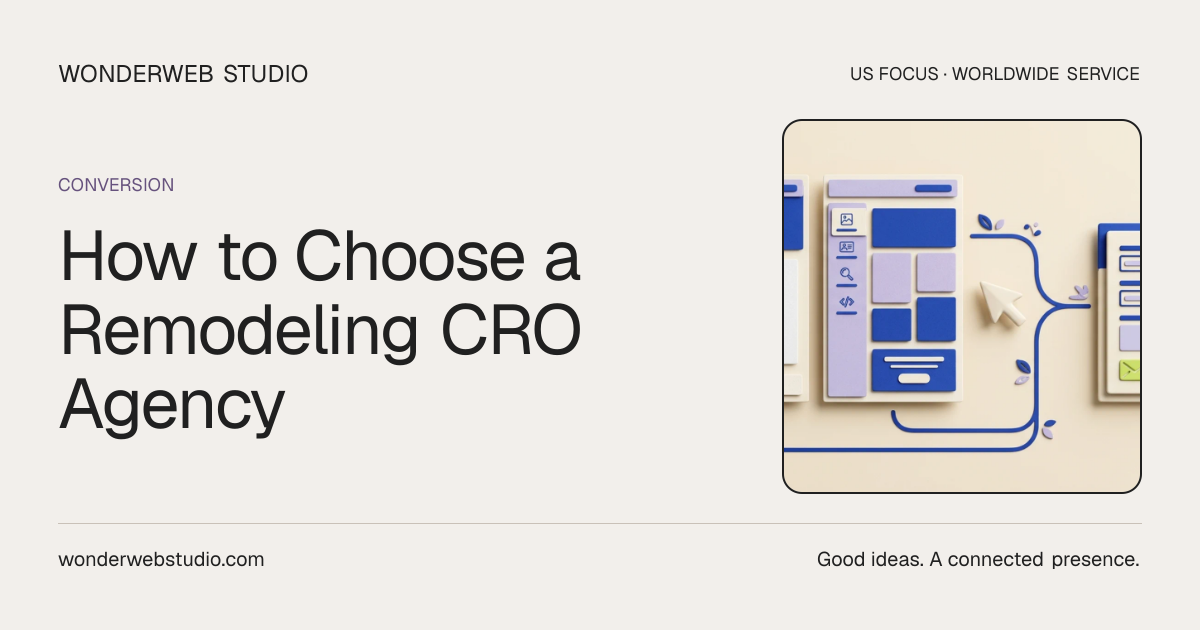 WONDERWEB STUDIO
US FOCUS · WORLDWIDE SERVICE
CONVERSION
How to Choose a
Remodeling CRO
Agency
wonderwebstudio.com
Good ideas. A connected presence.